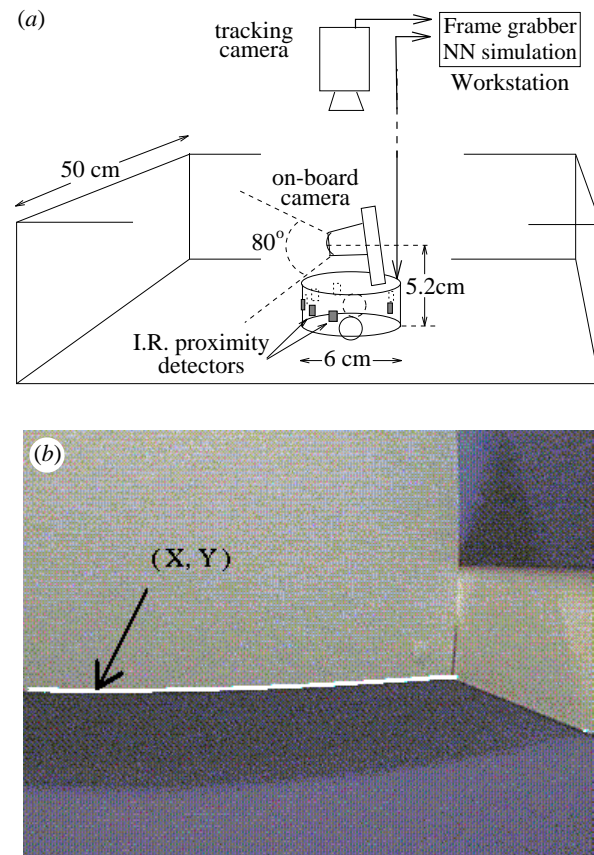 (a)
tracking
camera
Frame grabber
NN simulation
Workstation
50 cm
on-board
camera
80°
5.2cm
I.R. proximity
detectors
6 cm
(b)
(X, Y)